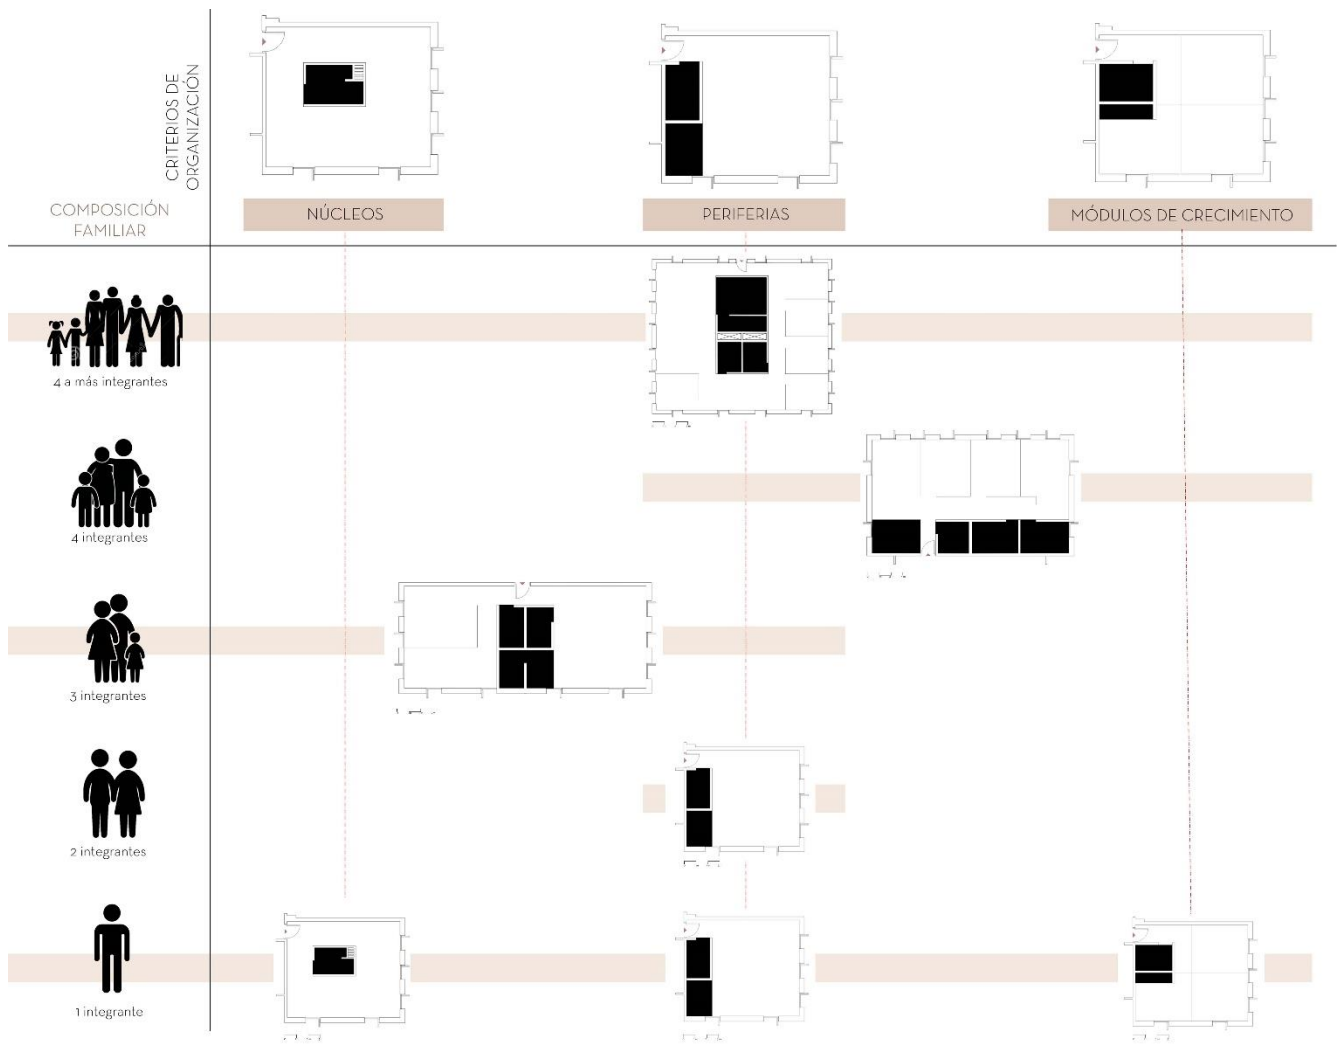 CRITERIOS DE
ORGANIZACIÓN
COMPOSICIÓN
FAMILIAR
NÚCLEOS
PERIFERIAS
MÓDULOS DE CRECIMIENTO
4 a más integrantes
4 integrantes
3 integrantes
2 integrantes
1 integrante